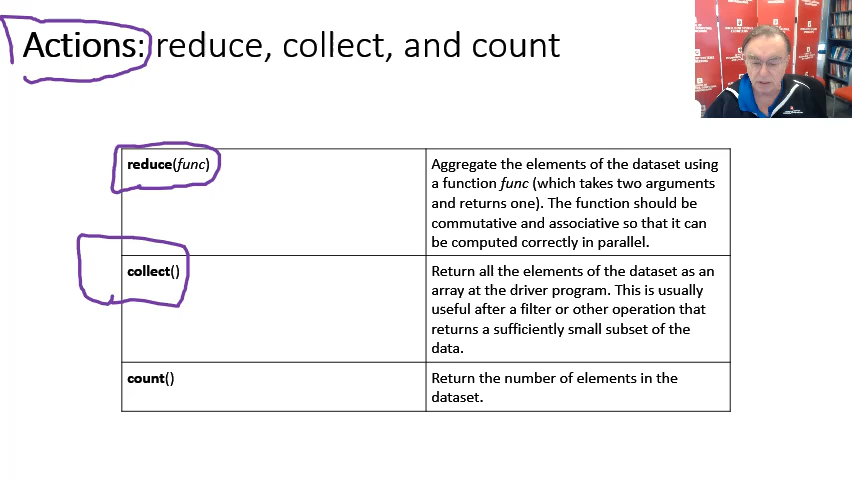 Actions: reduce, collect, and count
reduce(func)
Aggregate the elements of the dataset using
a function func (which takes two arguments
and returns one). The function should be
commutative and associative so that it can
be computed correctly in parallel.
collect()
Return all the elements of the dataset as an
array at the driver program. This is usually
useful after a filter or other operation that
returns a sufficiently small subset of the
data.
count()
Return the number of elements in the
dataset.